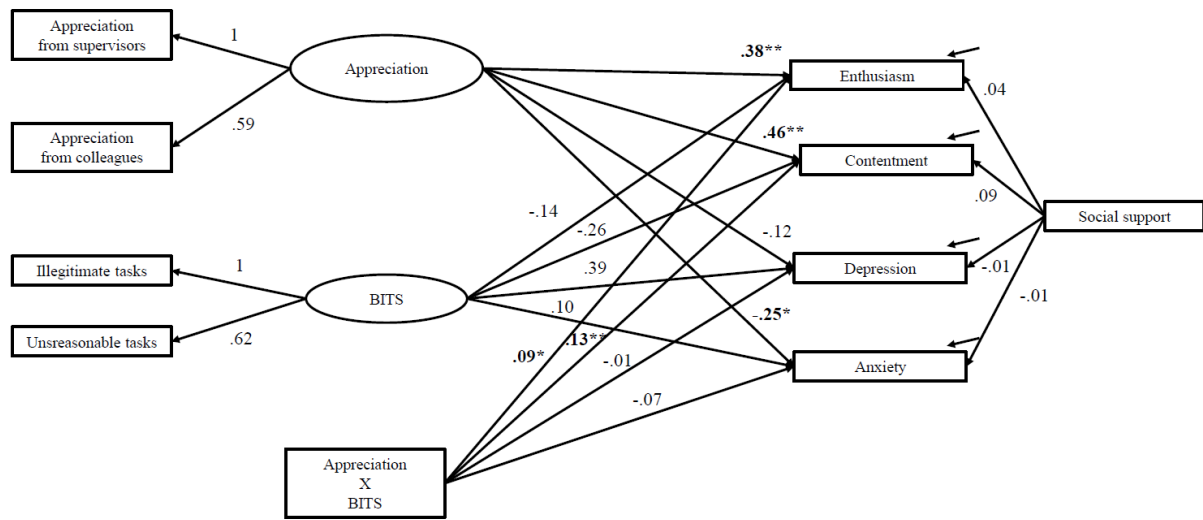 Appreciation
from supervisors
1
Appreciation
.38**
Enthusiasm
.04
.59
Appreciation
from colleagues
.46**
Contentment
.09
-.14
-.26
-.12
Social support
Illegitimate tasks
1
.39
Depression
-.01
BITS
.10
-.25*
-.01
Unsreasonable tasks
.62
.09*
.13**
-.01
Anxiety
-.07
Appreciation
X
BITS